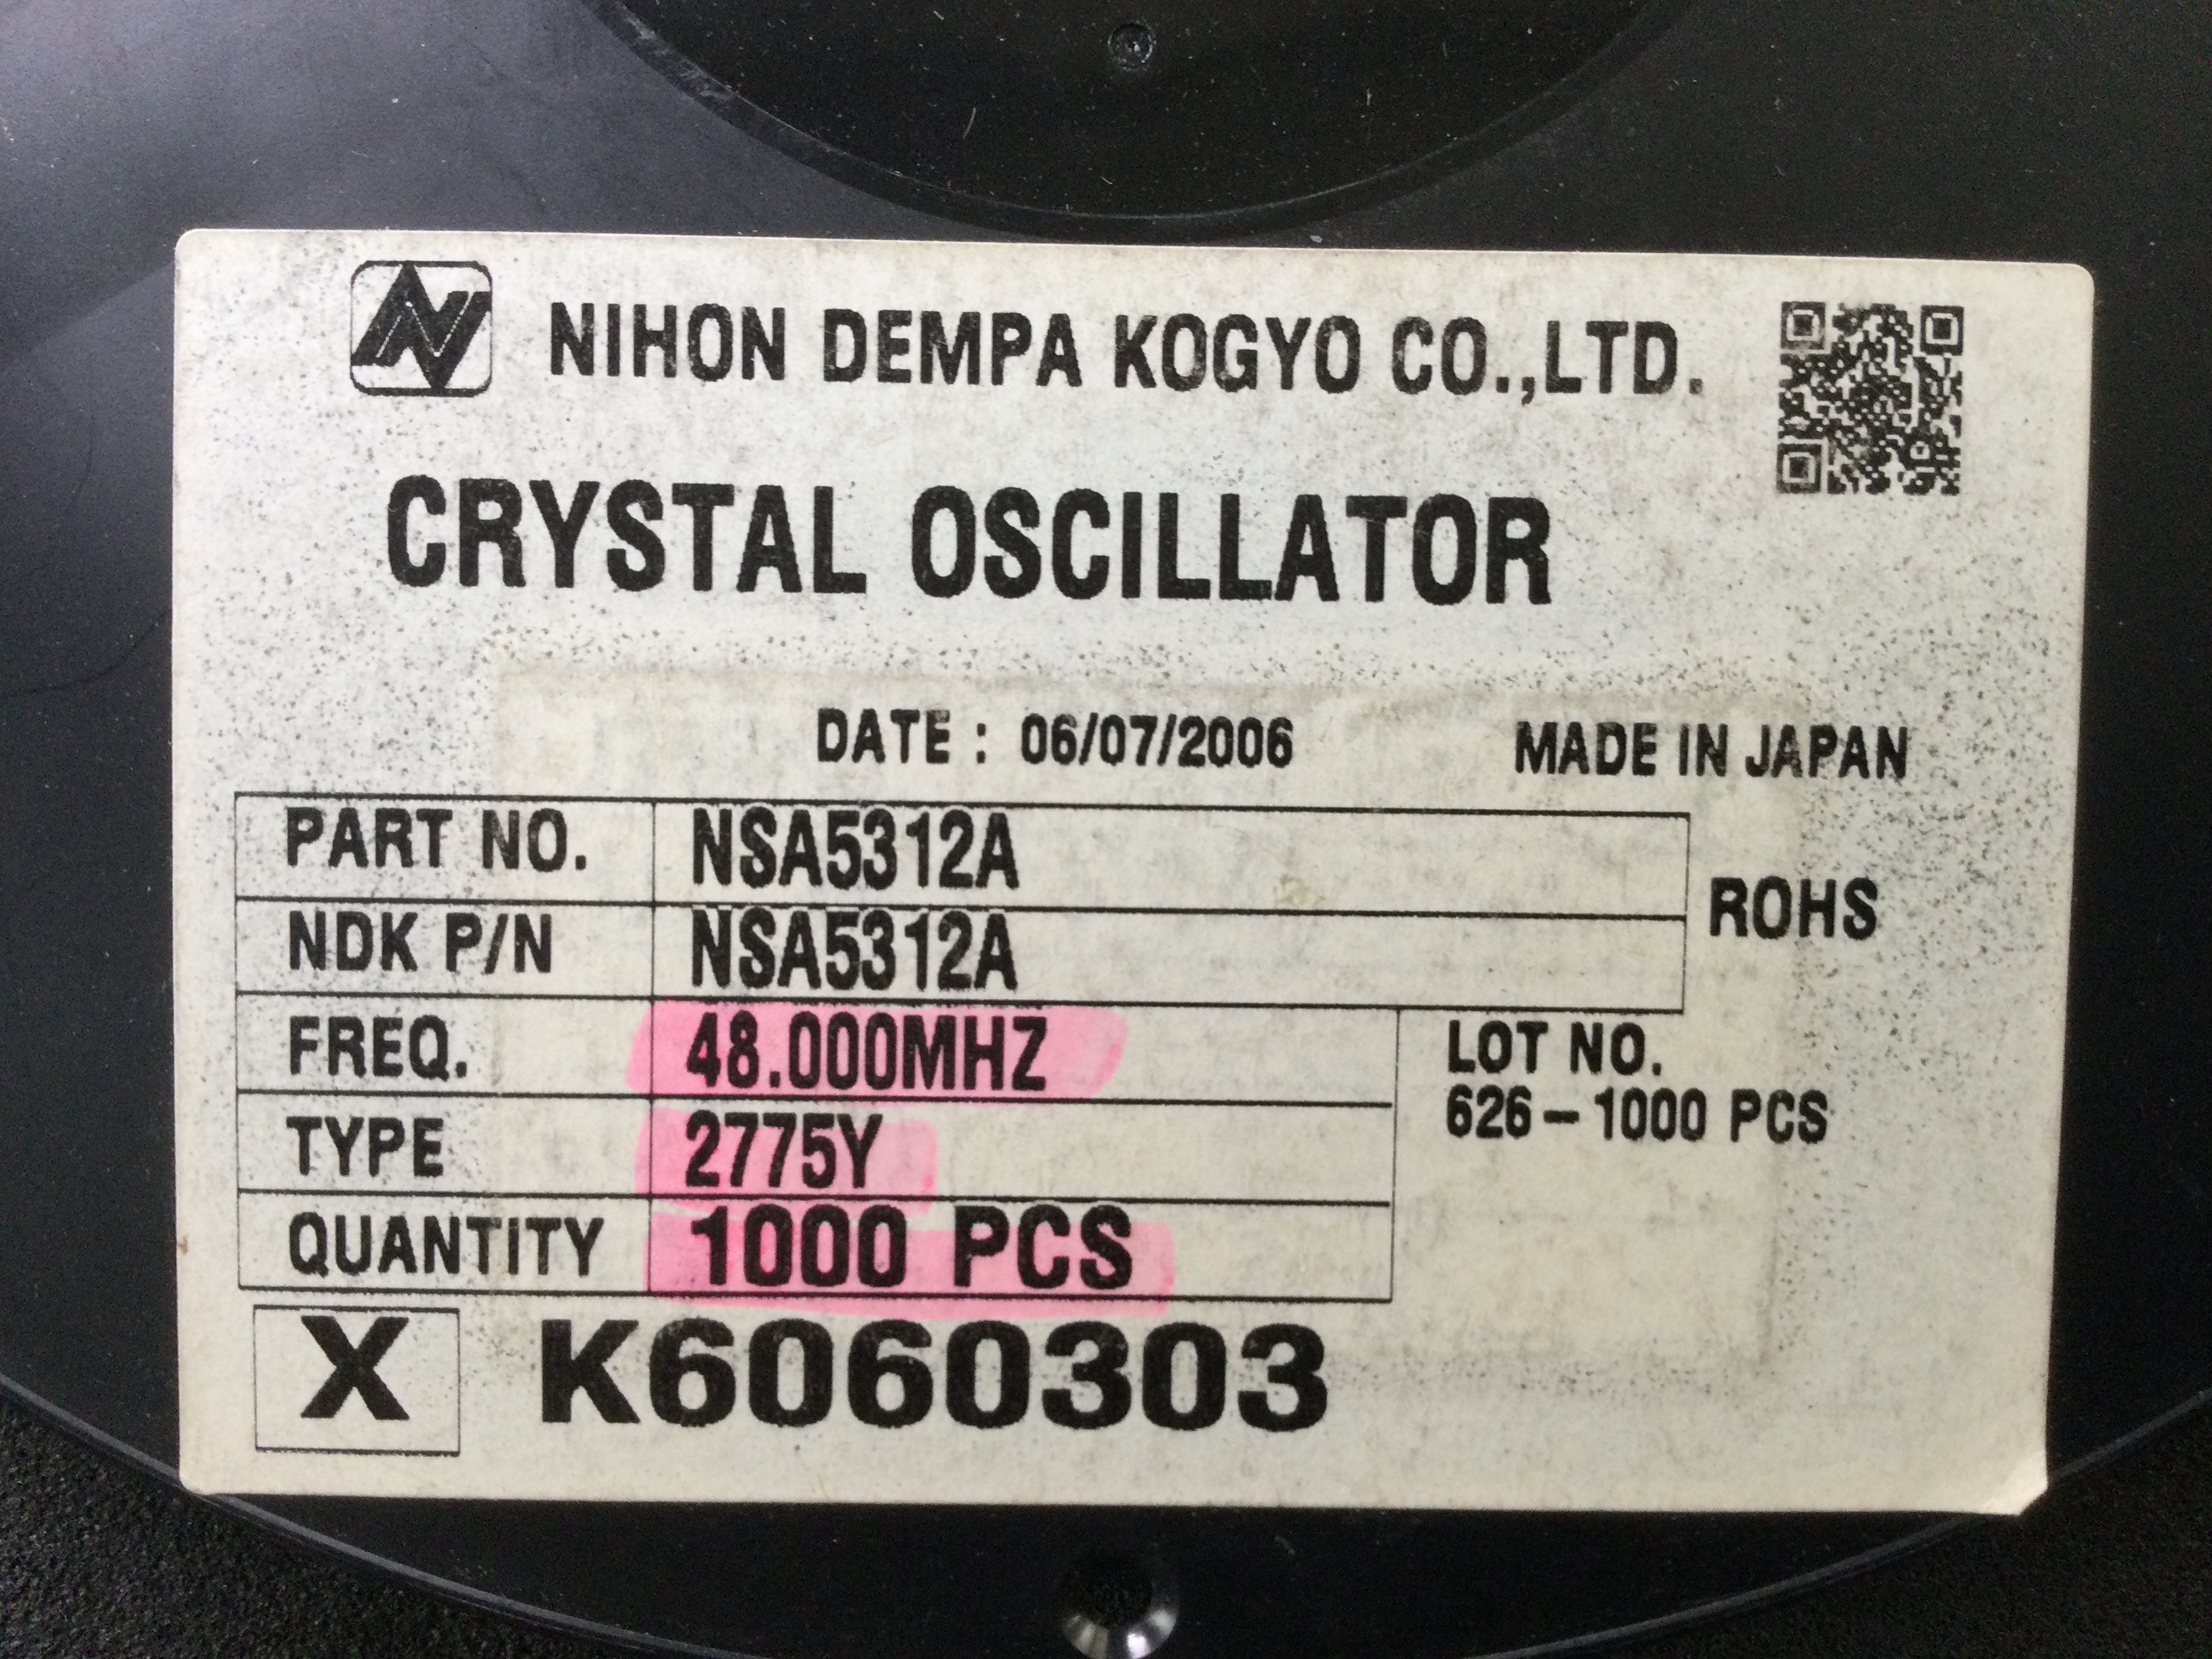 NIHON DEMPA KOGYO CO.,LTD.
CRYSTAL OSCILLATOR
DATE : 06/07/2006 MADE IN JAPAN
PART NO. NSA5312A
ROHS
NDK P/N NSA5312A
FREQ. 48.000MHZ
LOT NO.
626-1000 PCS
TYPE 2775Y
QUANTITY 1000 PCS
X K6060303